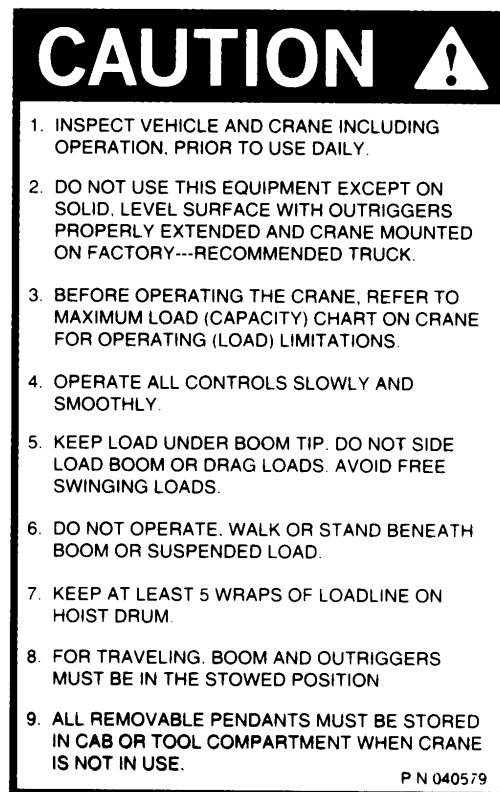 CAUTION
1. INSPECT VEHICLE AND CRANE INCLUDING
OPERATION, PRIOR TO USE DAILY.
2. DO NOT USE THIS EQUIPMENT EXCEPT ON
SOLID, LEVEL SURFACE WITH OUTRIGGERS
PROPERLY EXTENDED AND CRANE MOUNTED
ON FACTORY---RECOMMENDED TRUCK.
3. BEFORE OPERATING THE CRANE, REFER TO
MAXIMUM LOAD (CAPACITY) CHART ON CRANE
FOR OPERATING (LOAD) LIMITATIONS.
4. OPERATE ALL CONTROLS SLOWLY AND
SMOOTHLY.
5. KEEP LOAD UNDER BOOM TIP. DO NOT SIDE
LOAD BOOM OR DRAG LOADS. AVOID FREE
SWINGING LOADS.
6. DO NOT OPERATE, WALK OR STAND BENEATH
BOOM OR SUSPENDED LOAD.
7. KEEP AT LEAST 5 WRAPS OF LOADLINE ON
HOIST DRUM.
8. FOR TRAVELING, BOOM AND OUTRIGGERS
MUST BE IN THE STOWED POSITION
9. ALL REMOVABLE PENDANTS MUST BE STORED
IN CAB OR TOOL COMPARTMENT WHEN CRANE
IS NOT IN USE.
P N 040579